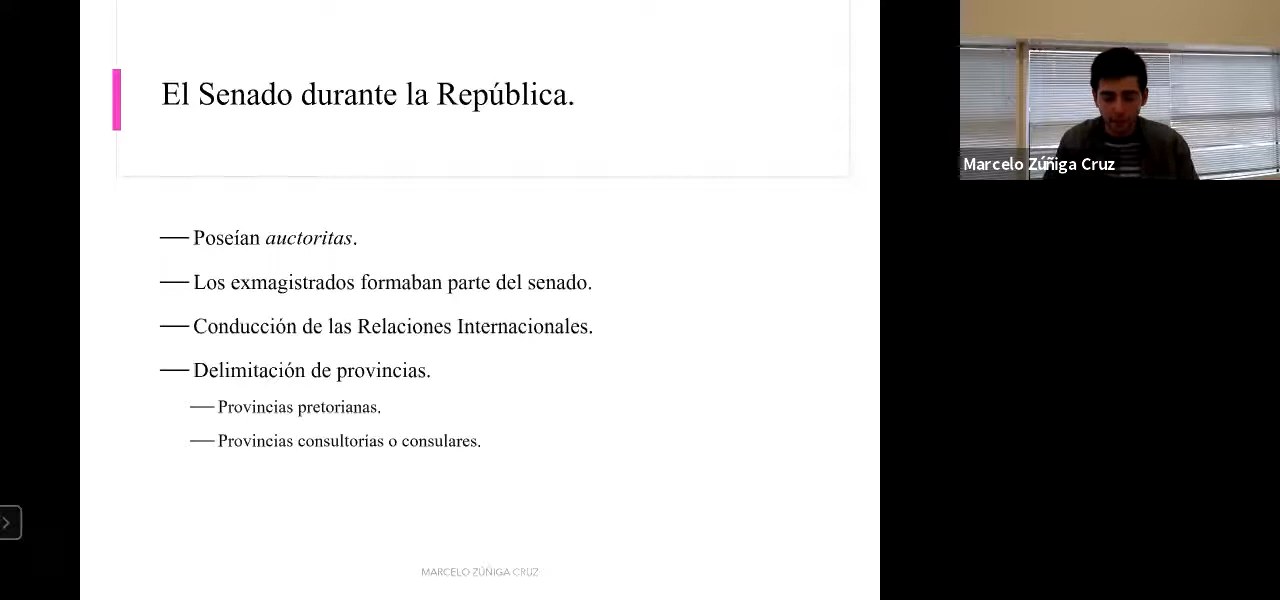 El Senado durante la República.
Marcelo Zúñiga Cruz
Poseían auctoritas.
Los exmagistrados formaban parte del senado.
Conducción de las Relaciones Internacionales.
Delimitación de provincias.
Provincias pretorianas.
Provincias consultorías o consulares.
MARCELO ZÚÑIGA CRUZ